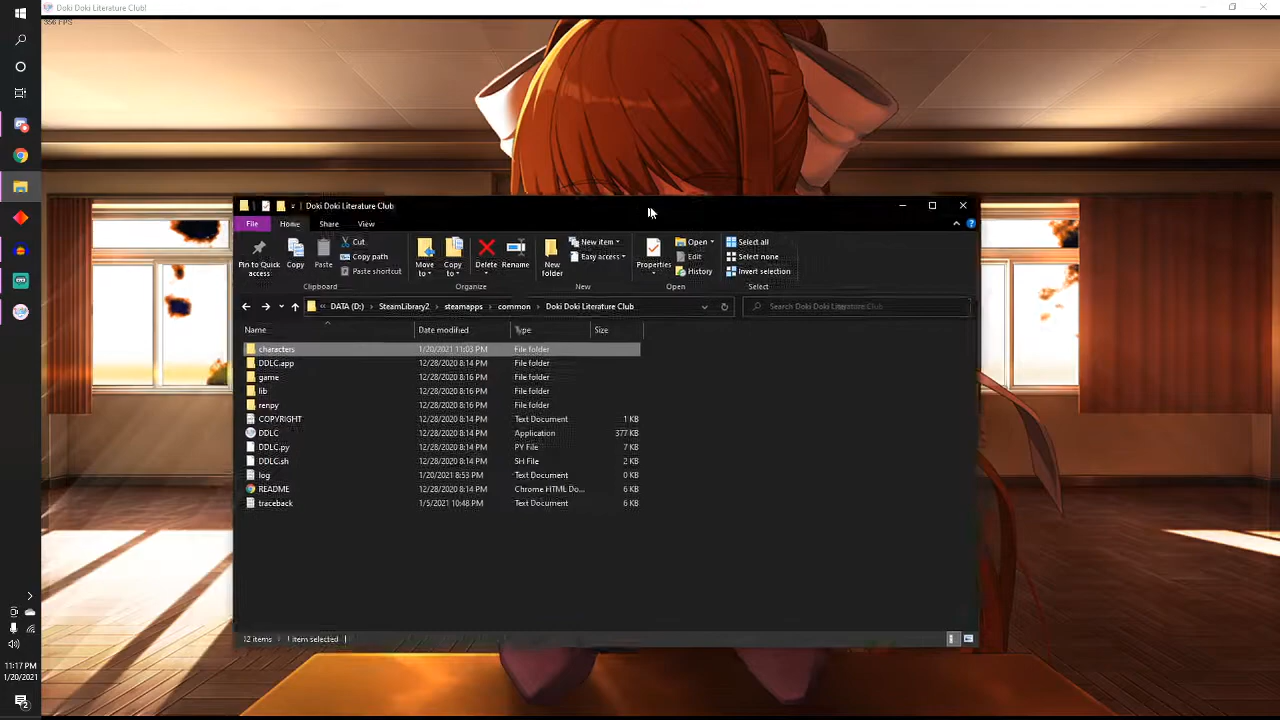 Doki Doki Literature Club!
356 FPS
Doki Doki Literature Club
File Home Share View
Pin to Quick access
Copy
Paste
Cut
Copy path
Paste shortcut
Clipboard
Move to
Copy to
Delete
Rename
Organize
New folder
New item
Easy access
New
Properties
Open
Edit
History
Open
Select all
Select none
Invert selection
Select
DATA (D:) SteamLibrary2 steamapps common Doki Doki Literature Club
Search Doki Doki Literature Club
Name Date modified Type Size
characters 1/20/2021 11:03 PM File folder
DDLC.app 12/28/2020 8:14 PM File folder
game 12/28/2020 8:16 PM File folder
lib 12/28/2020 8:16 PM File folder
renpy 12/28/2020 8:16 PM File folder
COPYRIGHT 12/28/2020 8:14 PM Text Document 1 KB
DDLC 12/28/2020 8:14 PM Application 377 KB
DDLC.py 12/28/2020 8:14 PM PY File 7 KB
DDLC.sh 12/28/2020 8:14 PM SH File 2 KB
log 1/20/2021 8:53 PM Text Document 0 KB
README 12/28/2020 8:14 PM Chrome HTML Do... 6 KB
traceback 1/5/2021 10:48 PM Text Document 6 KB
12 items 1 item selected
11:17 PM
1/20/2021
2